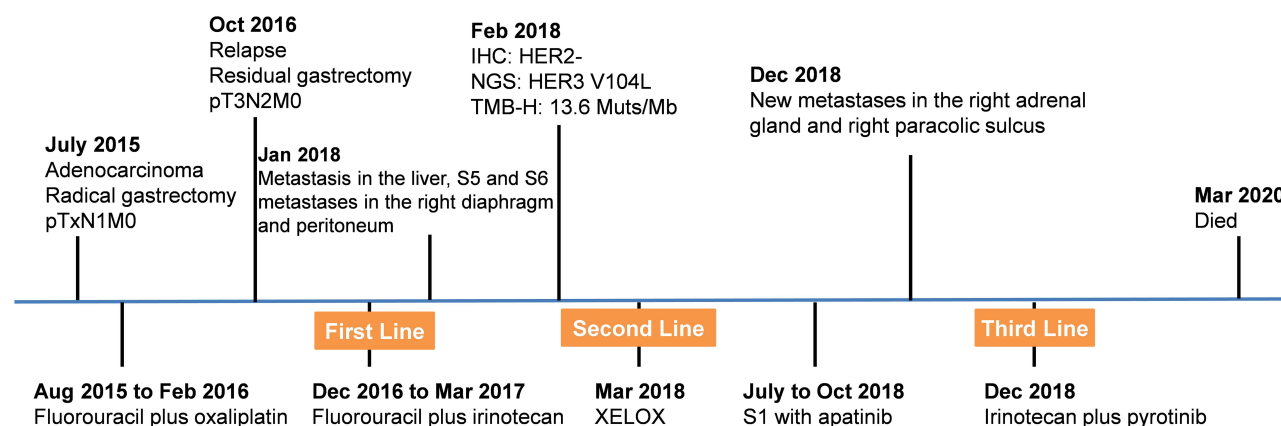 Oct 2016
Relapse
Residual gastrectomy
pT3N2M0
Feb 2018
IHC: HER2-
NGS: HER3 V104L
TMB-H: 13.6 Muts/Mb
Dec 2018
New metastases in the right adrenal
gland and right paracolic sulcus
July 2015
Adenocarcinoma
Radical gastrectomy
pTxN1M0
Jan 2018
Metastasis in the liver, S5 and S6
metastases in the right diaphragm
and peritoneum
Mar 2020
Died
First Line
Second Line
Third Line
Aug 2015 to Feb 2016
Fluorouracil plus oxaliplatin
Dec 2016 to Mar 2017
Fluorouracil plus irinotecan
Mar 2018
XELOX
July to Oct 2018
S1 with apatinib
Dec 2018
Irinotecan plus pyrotinib